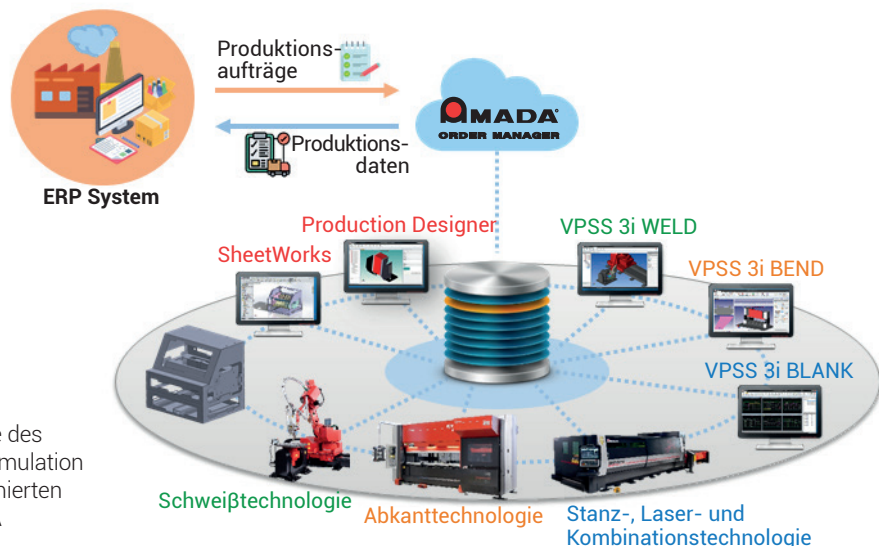 Produktions-
aufträge
AMADA
ORDER MANAGER
Produktions-
daten
ERP System
Production Designer
VPSS 3i WELD
SheetWorks
VPSS 3i BEND
VPSS 3i BLANK
e des
mulation
nierten
A
Schweißtechnologie
Abkanttechnologie
Stanz-, Laser- und
Kombinationstechnologie